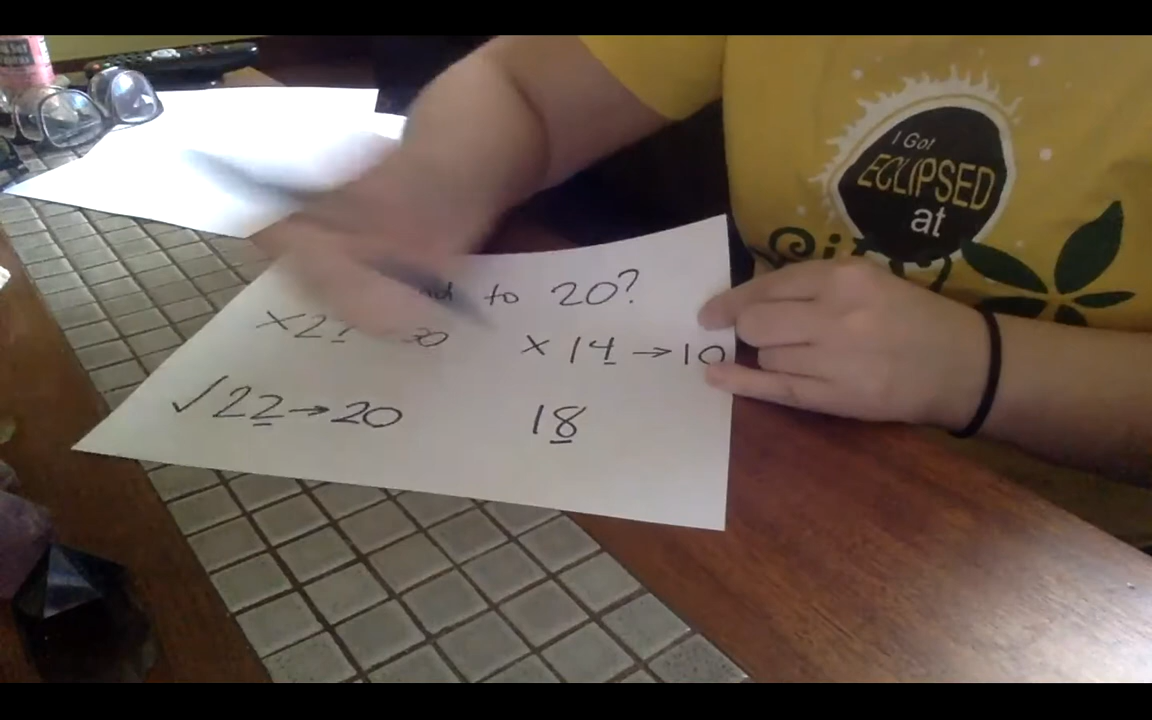 to 20?
× 14 → 10
✓ 22 → 20
18
I Got
ECLIPSED
at